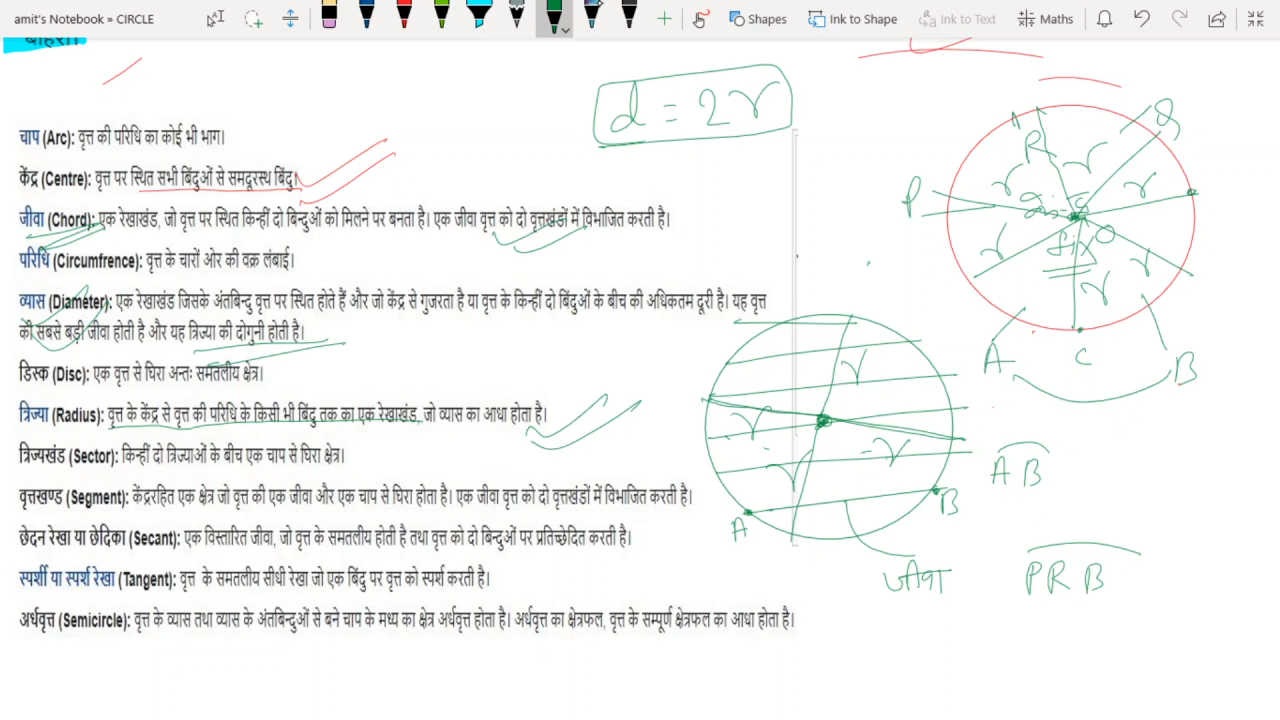 amit's Notebook » CIRCLE
Shapes
Ink to Shape
Ink to Text
Maths
बाहरी
d = 2r
चाप (Arc): वृत्त की परिधि का कोई भी भाग।
केंद्र (Centre): वृत्त पर स्थित सभी बिंदुओं से समदूरस्थ बिंदु।
जीवा (Chord): एक रेखाखंड, जो वृत्त पर स्थित किन्हीं दो बिन्दुओं को मिलने पर बनता है। एक जीवा वृत्त को दो वृत्तखंडों में विभाजित करती है।
परिधि (Circumfrence): वृत्त के चारों ओर की वक्र लंबाई।
व्यास (Diameter): एक रेखाखंड जिसके अंतबिन्दु वृत्त पर स्थित होते हैं और जो केंद्र से गुजरता है या वृत्त के किन्हीं दो बिंदुओं के बीच की अधिकतम दूरी है। यह वृत्त
की सबसे बड़ी जीवा होती है और यह त्रिज्या की दोगुनी होती है।
डिस्क (Disc): एक वृत्त से घिरा अन्तः समतलीय क्षेत्र।
त्रिज्या (Radius): वृत्त के केंद्र से वृत्त की परिधि के किसी भी बिंदु तक का एक रेखाखंड, जो व्यास का आधा होता है।
त्रिज्यखंड (Sector): किन्हीं दो त्रिज्याओं के बीच एक चाप से घिरा क्षेत्र।
वृत्तखण्ड (Segment): केंद्ररहित एक क्षेत्र जो वृत्त की एक जीवा और एक चाप से घिरा होता है। एक जीवा वृत्त को दो वृत्तखंडों में विभाजित करती है।
छेदन रेखा या छेदिका (Secant): एक विस्तारित जीवा, जो वृत्त के समतलीय होती है तथा वृत्त को दो बिन्दुओं पर प्रतिच्छेदित करती है।
स्पर्शी या स्पर्श रेखा (Tangent): वृत्त के समतलीय सीधी रेखा जो एक बिंदु पर वृत्त को स्पर्श करती है।
अर्धवृत्त (Semicircle): वृत्त के व्यास तथा व्यास के अंतबिन्दुओं से बने चाप के मध्य का क्षेत्र अर्धवृत्त होता है। अर्धवृत्त का क्षेत्रफल, वृत्त के सम्पूर्ण क्षेत्रफल का आधा होता है।
R
r
r
r
P
O
fix
r
r
r
A
C
B
r
r
r
r
A
B
जीवा
AB
PRB